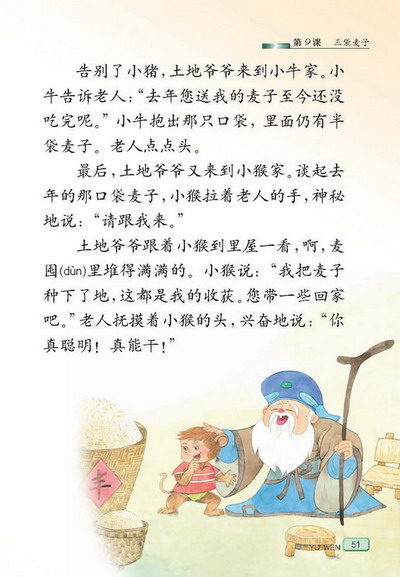 第9课 三袋麦子
告别了小猪，土地爷爷来到小牛家。小
牛告诉老人：“去年您送我的麦子至今还没
吃完呢。”小牛抱出那只口袋，里面仍有半
袋麦子。老人点点头。
最后，土地爷爷又来到小猴家。谈起去
年的那口袋麦子，小猴拉着老人的手，神秘
地说：“请跟我来。”
土地爷爷跟着小猴到里屋一看，啊，麦
囤(dùn)里堆得满满的。小猴说：“我把麦子
种下了地，这都是我的收获。您带一些回家
吧。”老人抚摸着小猴的头，兴奋地说：“你
真聪明！真能干！”
丰
YU WEN 51